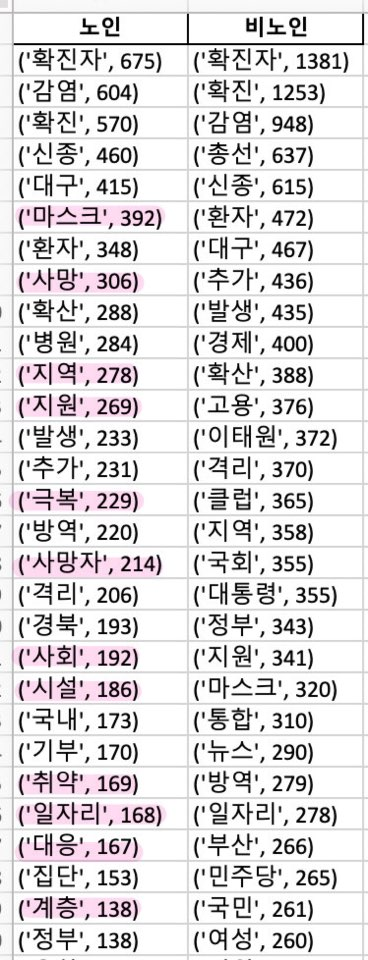 노인 비노인
('확진자', 675) ('확진자', 1381)
('감염', 604) ('확진', 1253)
('확진', 570) ('감염', 948)
('신종', 460) ('총선', 637)
('대구', 415) ('신종', 615)
('마스크', 392) ('환자', 472)
('환자', 348) ('대구', 467)
('사망', 306) ('추가', 436)
('확산', 288) ('발생', 435)
('병원', 284) ('경제', 400)
('지역', 278) ('확산', 388)
('지원', 269) ('고용', 376)
('발생', 233) ('이태원', 372)
('추가', 231) ('격리', 370)
('극복', 229) ('클럽', 365)
('방역', 220) ('지역', 358)
('사망자', 214) ('국회', 355)
('격리', 206) ('대통령', 355)
('경북', 193) ('정부', 343)
('사회', 192) ('지원', 341)
('시설', 186) ('마스크', 320)
('국내', 173) ('통합', 310)
('기부', 170) ('뉴스', 290)
('취약', 169) ('방역', 279)
('일자리', 168) ('일자리', 278)
('대응', 167) ('부산', 266)
('집단', 153) ('민주당', 265)
('계층', 138) ('국민', 261)
('정부', 138) ('여성', 260)